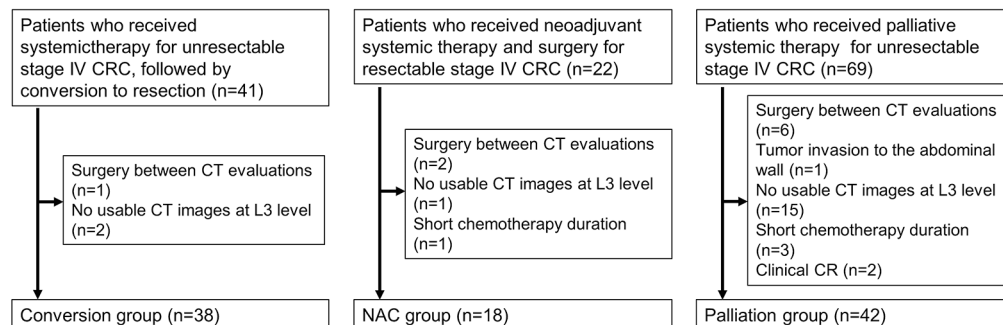 Patients who received
systemictherapy for unresectable
stage IV CRC, followed by
conversion to resection (n=41)
Surgery between CT evaluations
(n=1)
No usable CT images at L3 level
(n=2)
Conversion group (n=38)
Patients who received neoadjuvant
systemic therapy and surgery for
resectable stage IV CRC (n=22)
Surgery between CT evaluations
(n=2)
No usable CT images at L3 level
(n=1)
Short chemotherapy duration
(n=1)
NAC group (n=18)
Patients who received palliative
systemic therapy for unresectable
stage IV CRC (n=69)
Surgery between CT evaluations
(n=6)
Tumor invasion to the abdominal
wall (n=1)
No usable CT images at L3 level
(n=15)
Short chemotherapy duration
(n=3)
Clinical CR (n=2)
Palliation group (n=42)